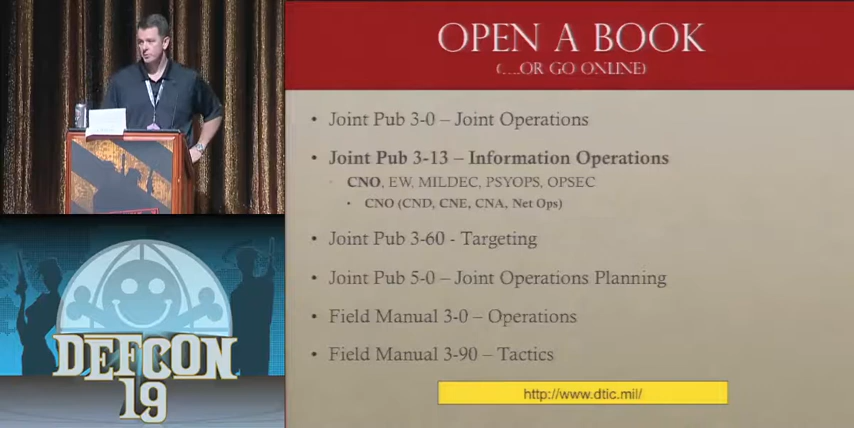 OPEN A BOOK
(....OR GO ONLINE)
• Joint Pub 3-0 – Joint Operations
• Joint Pub 3-13 – Information Operations
- CNO, EW, MILDEC, PSYOPS, OPSEC
• CNO (CND, CNE, CNA, Net Ops)
• Joint Pub 3-60 - Targeting
• Joint Pub 5-0 – Joint Operations Planning
• Field Manual 3-0 – Operations
• Field Manual 3-90 – Tactics
http://www.dtic.mil/
DEFCON
19